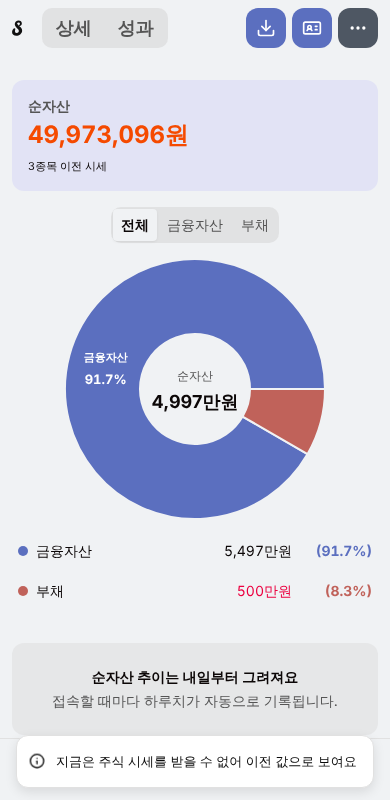 S
상세 성과
순자산
49,973,096원
3종목 이전 시세
전체 금융자산 부채
금융자산
91.7%
순자산
4,997만원
금융자산 5,497만원 (91.7%)
부채 500만원 (8.3%)
순자산 추이는 내일부터 그려져요
접속할 때마다 하루치가 자동으로 기록됩니다.
지금은 주식 시세를 받을 수 없어 이전 값으로 보여요